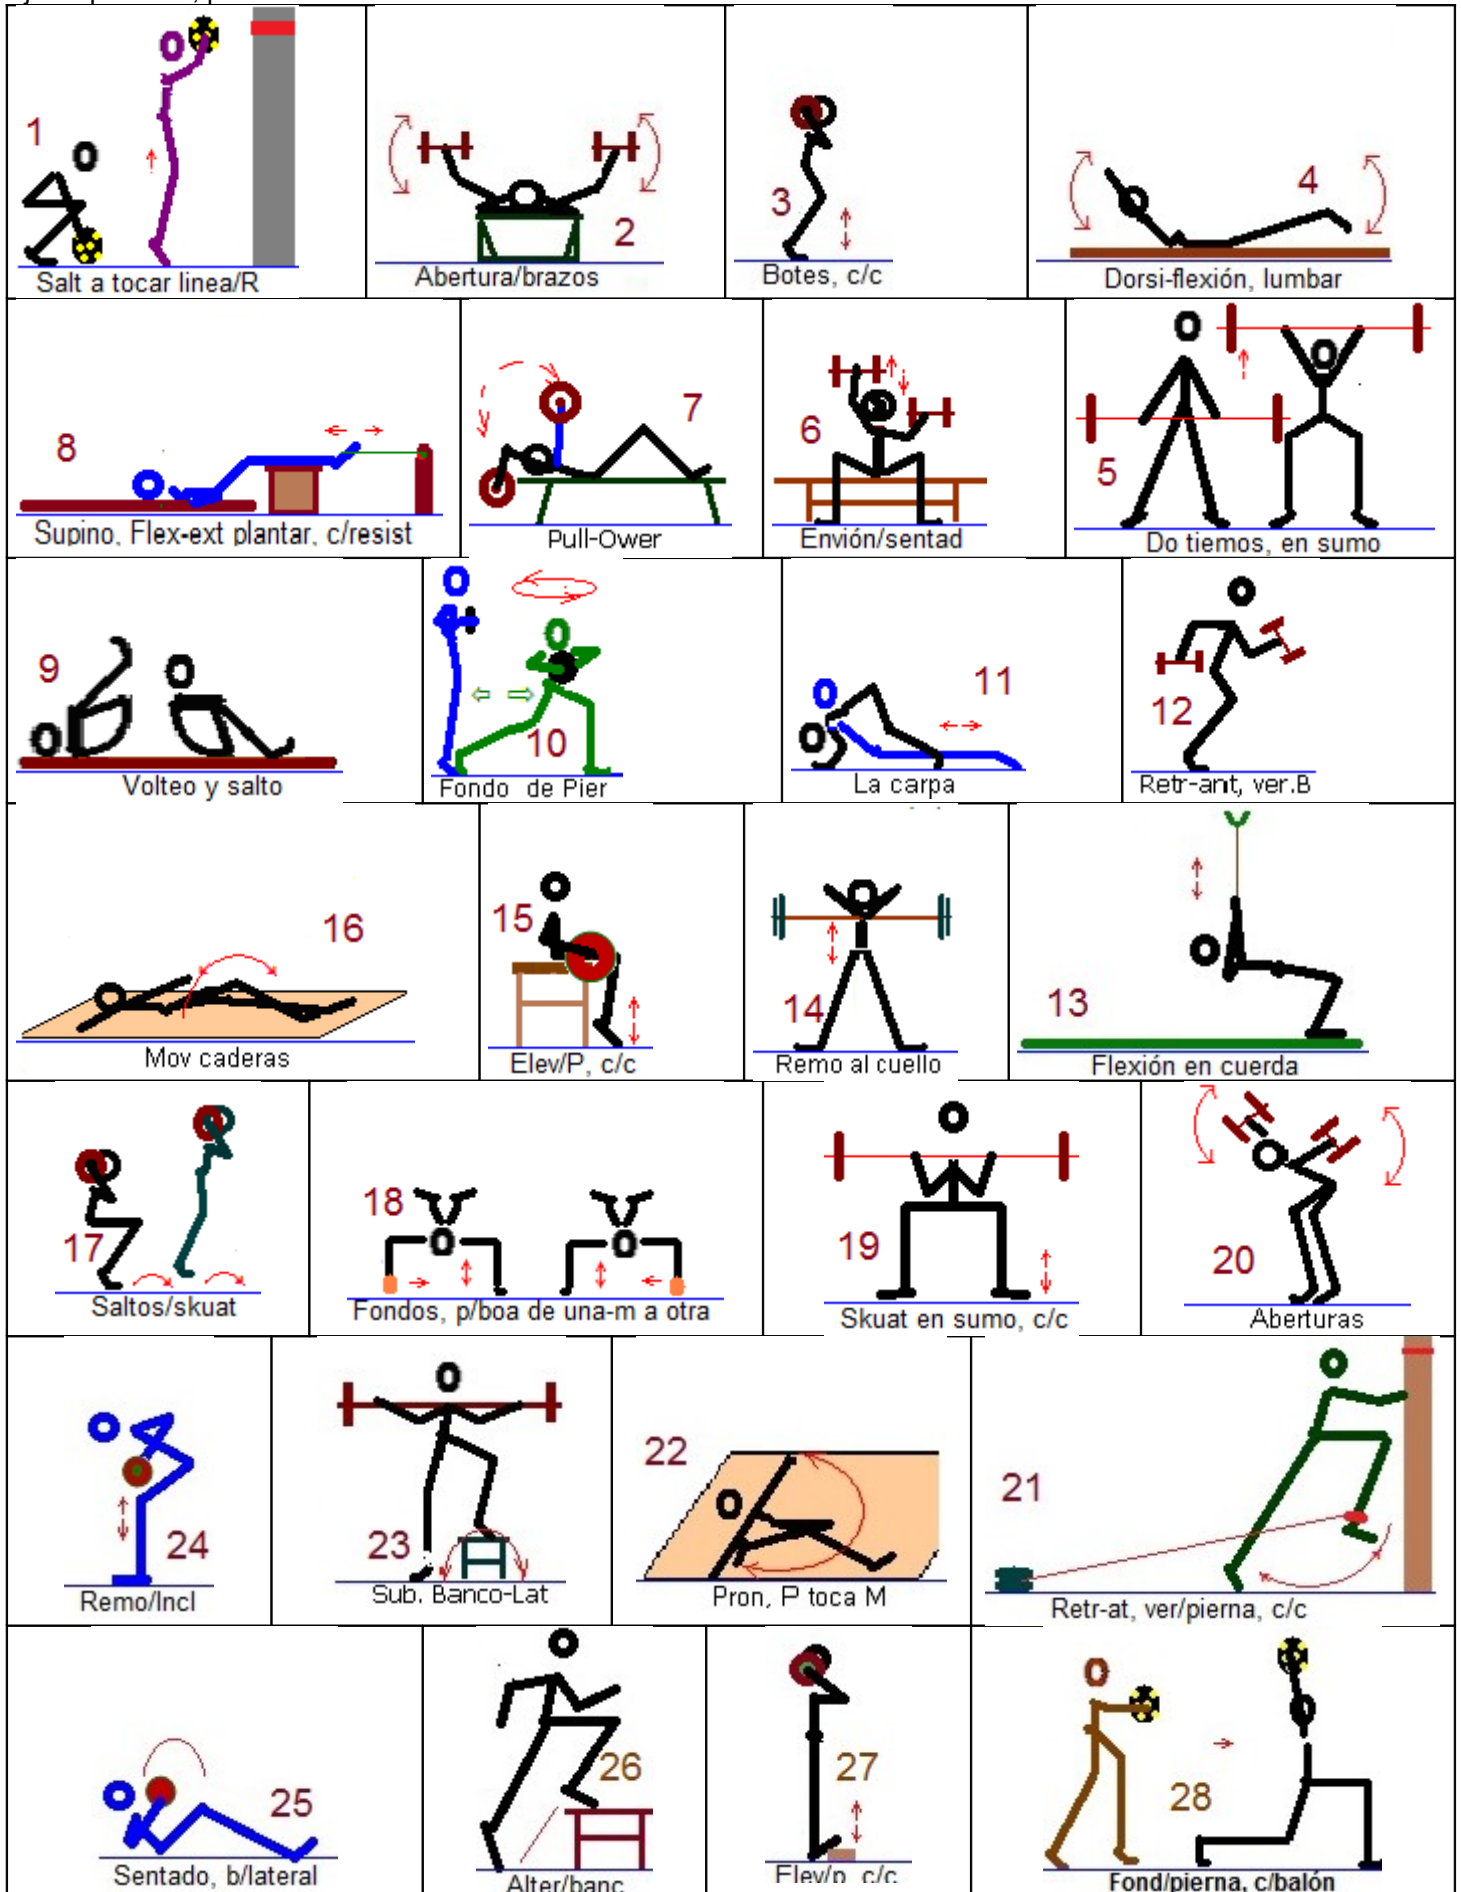 1
Salt a tocar linea/R
2
Abertura/brazos
3
Botes, c/c
4
Dorsi-flexión, lumbar
8
Supino, Flex-ext plantar, c/resist
7
Pull-Ower
6
Envión/sentad
5
Do tiemos, en sumo
9
Volteo y salto
10
Fondo de Pier
11
La carpa
12
Retr-ant, ver.B
16
Mov caderas
15
Elev/P, c/c
14
Remo al cuello
13
Flexión en cuerda
17
Saltos/skuat
18
Fondos, p/boa de una-m a otra
19
Skuat en sumo, c/c
20
Aberturas
24
Remo/Incl
23
Sub. Banco-Lat
22
Pron, P toca M
21
Retr-at, ver/pierna, c/c
25
Sentado, b/lateral
26
Alter/banc
27
Elev/p, c/c
28
Fond/pierna, c/balón